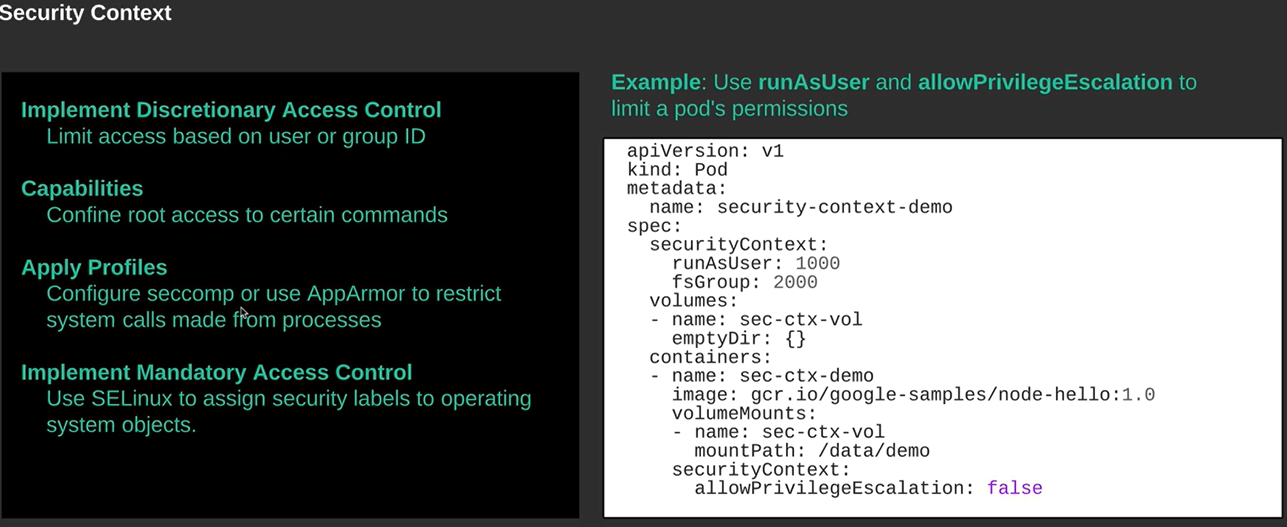 Security Context
Implement Discretionary Access Control
Limit access based on user or group ID
Capabilities
Confine root access to certain commands
Apply Profiles
Configure seccomp or use AppArmor to restrict
system calls made from processes
Implement Mandatory Access Control
Use SELinux to assign security labels to operating
system objects.
Example: Use runAsUser and allowPrivilegeEscalation to
limit a pod's permissions
apiVersion: v1
kind: Pod
metadata:
  name: security-context-demo
spec:
  securityContext:
    runAsUser: 1000
    fsGroup: 2000
  volumes:
  - name: sec-ctx-vol
    emptyDir: {}
  containers:
  - name: sec-ctx-demo
    image: gcr.io/google-samples/node-hello:1.0
    volumeMounts:
    - name: sec-ctx-vol
      mountPath: /data/demo
    securityContext:
      allowPrivilegeEscalation: false